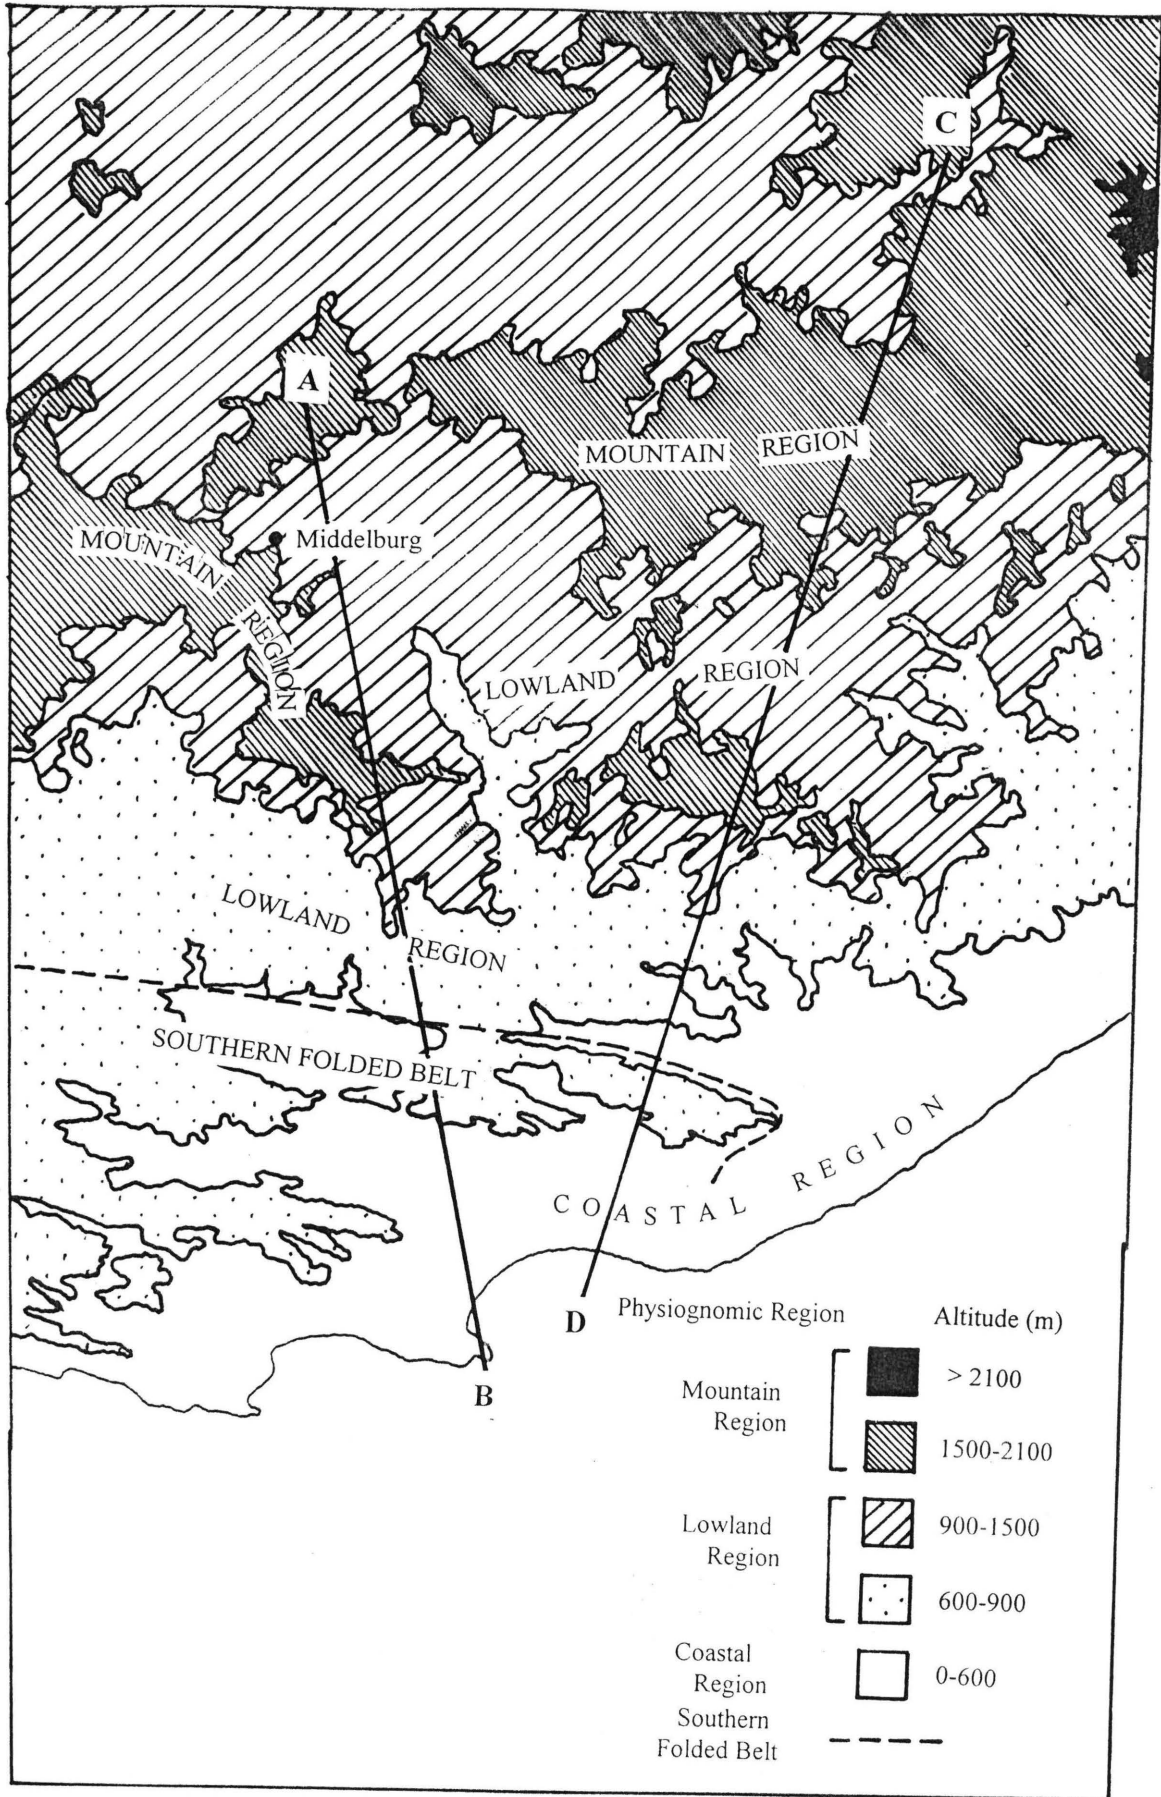 C
A
MOUNTAIN REGION
Middelburg
MOUNTAIN REGION
LOWLAND REGION
LOWLAND REGION
SOUTHERN FOLDED BELT
COASTAL REGION
D
B
Physiognomic Region Altitude (m)
Mountain
Region
> 2100
1500-2100
Lowland
Region
900-1500
600-900
Coastal
Region
0-600
Southern
Folded Belt